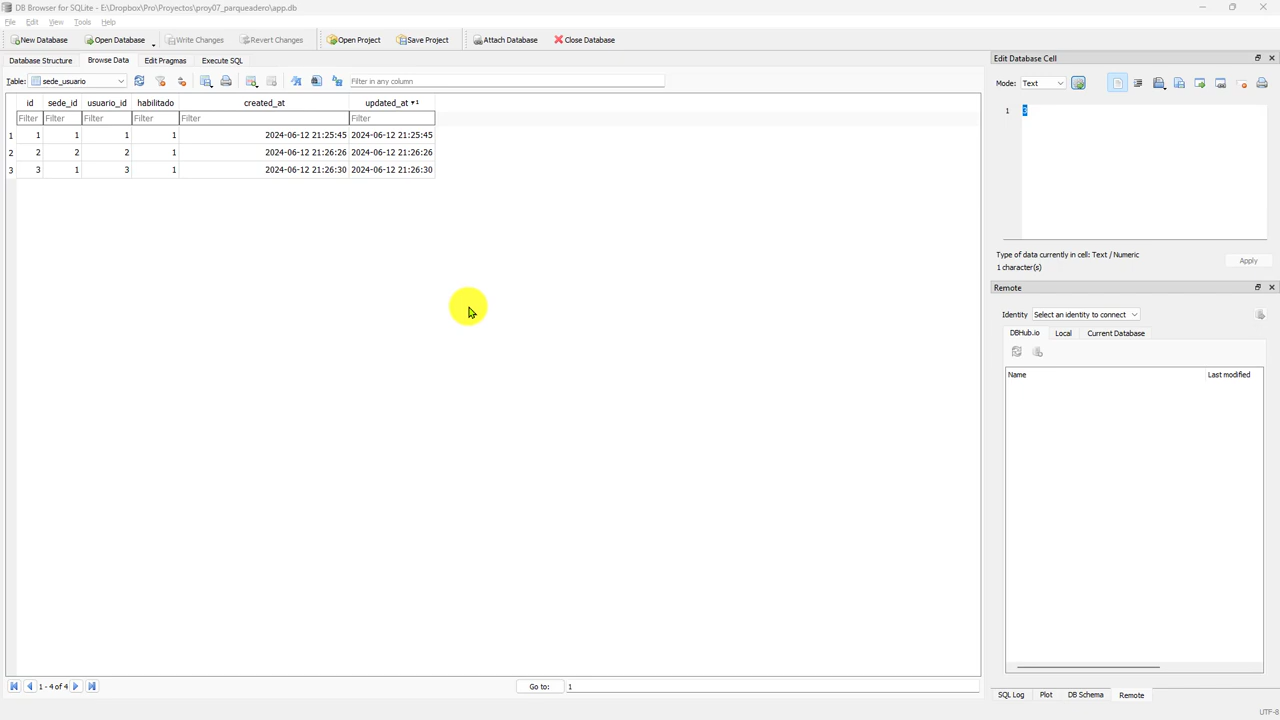 DB Browser for SQLite - E:\Dropbox\Pro\Proyectos\proy07_parqueadero\app.db
File Edit View Tools Help
New Database Open Database Write Changes Revert Changes Open Project Save Project Attach Database Close Database
Database Structure Browse Data Edit Pragmas Execute SQL
Table: sede_usuario Filter in any column
id sede_id usuario_id habilitado created_at updated_at 1
Filter Filter Filter Filter Filter Filter
1 1 1 1 1 2024-06-12 21:25:45 2024-06-12 21:25:45
2 2 2 2 1 2024-06-12 21:26:26 2024-06-12 21:26:26
3 3 1 3 1 2024-06-12 21:26:30 2024-06-12 21:26:30
1 - 4 of 4 Go to: 1
Edit Database Cell
Mode: Text
1 3
Type of data currently in cell: Text / Numeric
1 character(s)
Apply
Remote
Identity Select an identity to connect
DBHub.io Local Current Database
Name Last modified
SQL Log Plot DB Schema Remote
UTF-8